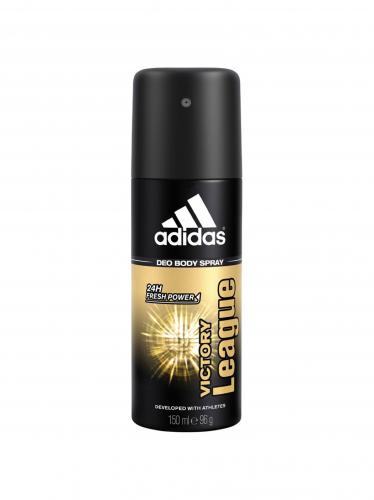 adidas
DEO BODY SPRAY
24H
FRESH POWER
VICTORY
League
DEVELOPED WITH ATHLETES
150 ml ℮ 96 g